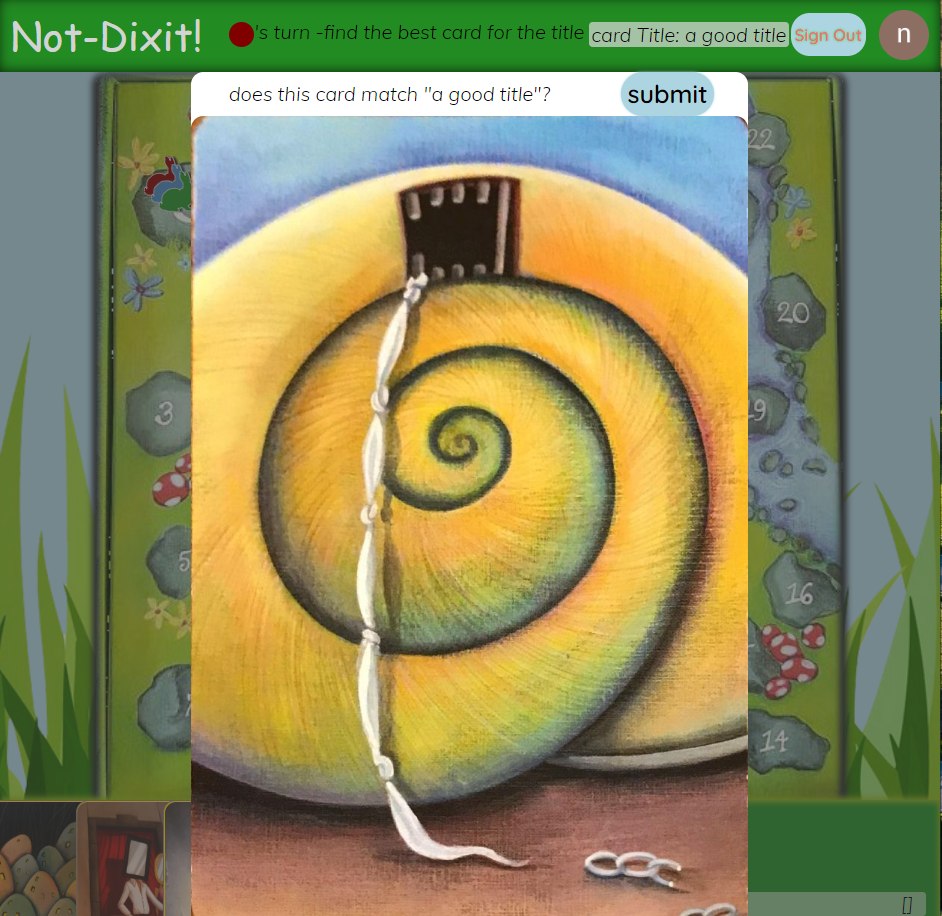 Not-Dixit!
's turn -find the best card for the title
card Title: a good title
Sign Out
n
does this card match "a good title"?
submit
22
20
3
19
5
16
14
[]